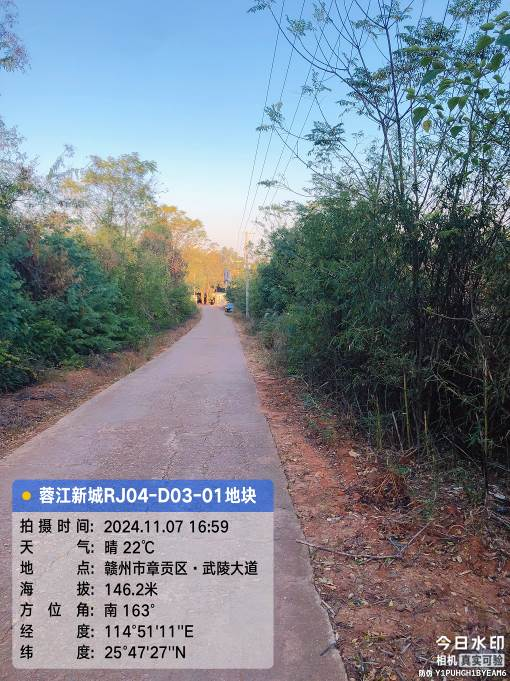 蓉江新城RJ04-D03-01地块
拍摄时间: 2024.11.07 16:59
天 气: 晴 22℃
地 点: 赣州市章贡区·武陵大道
海 拔: 146.2米
方 位 角: 南 163°
经 度: 114°51'11"E
纬 度: 25°47'27"N
今日水印
相机 真实可验
防伪 Y1PUHGH1BYEAM6